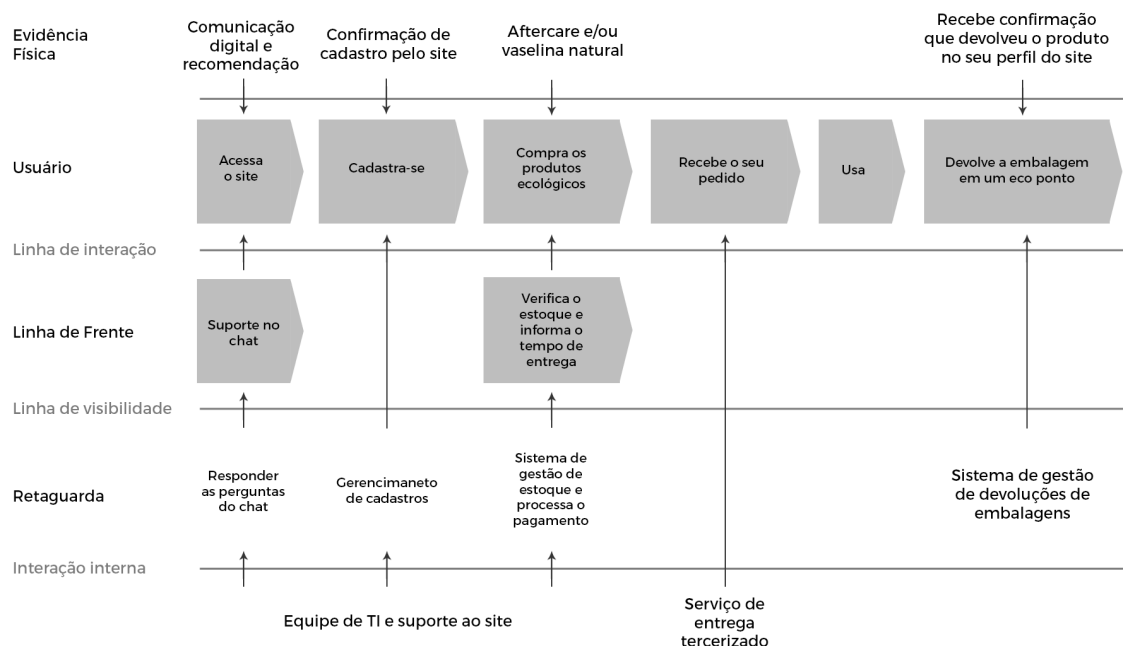 Evidência
Física
Comunicação
digital e
recomendação
Confirmação de
cadastro pelo site
Aftercare e/ou
vaselina natural
Recebe confirmação
que devolveu o produto
no seu perfil do site
Usuário
Acessa
o site
Cadastra-se
Compra os
produtos
ecológicos
Recebe o seu
pedido
Usa
Devolve a embalagem
em um eco ponto
Linha de interação
Linha de Frente
Suporte no
chat
Verifica o
estoque e
informa o
tempo de
entrega
Linha de visibilidade
Retaguarda
Responder
as perguntas
do chat
Gerencimaneto
de cadastros
Sistema de
gestão de
estoque e
processa o
pagamento
Sistema de gestão
de devoluções de
embalagens
Interação interna
Equipe de TI e suporte ao site
Serviço de
entrega
tercerizado